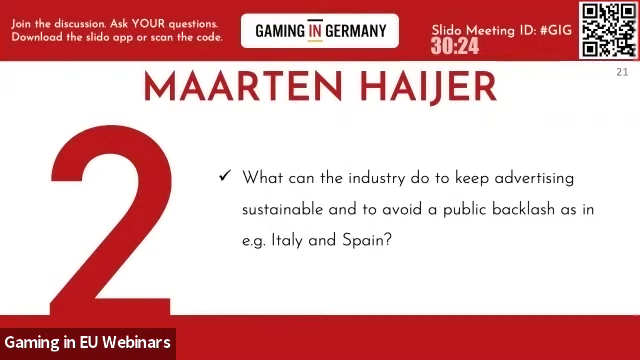 Join the discussion. Ask YOUR questions.
Download the slido app or scan the code.
GAMING IN GERMANY
Slido Meeting ID: #GIG
30:24
21
MAARTEN HAIJER
2
✓ What can the industry do to keep advertising
sustainable and to avoid a public backlash as in
e.g. Italy and Spain?
Gaming in EU Webinars